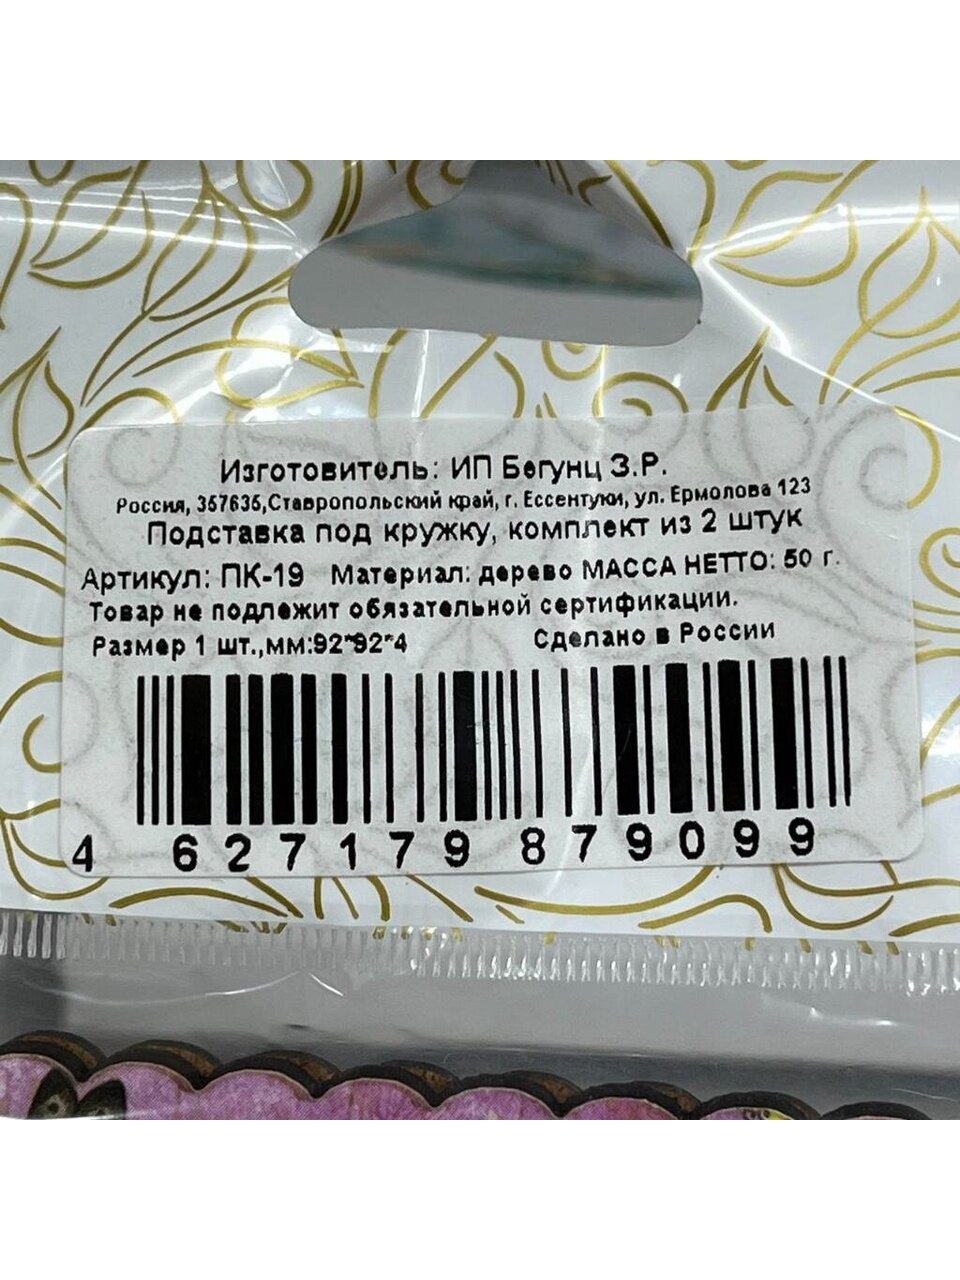 Изготовитель: ИП Бегунц З.Р.
Россия, 357635,Ставропольский край, г. Ессентуки, ул. Ермолова 123
Подставка под кружку, комплект из 2 штук
Артикул: ПК-19 Материал: дерево МАССА НЕТТО: 50 г.
Товар не подлежит обязательной сертификации.
Размер 1 шт.,мм:92*92*4 Сделано в России
4 627179 879099